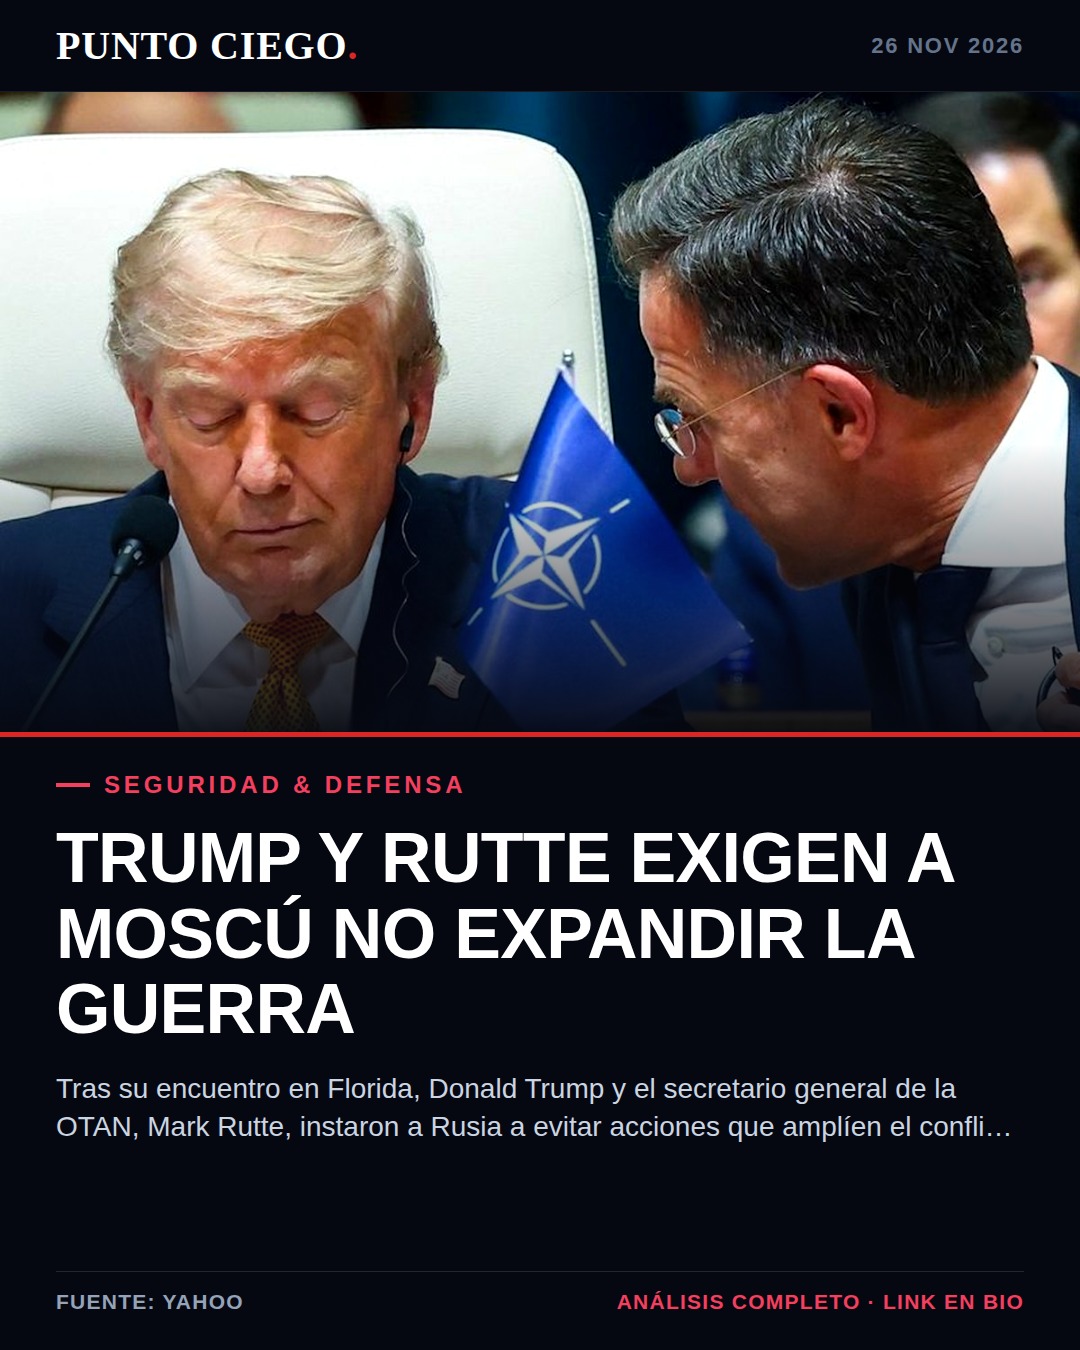 PUNTO CIEGO.
26 NOV 2026
SEGURIDAD & DEFENSA
TRUMP Y RUTTE EXIGEN A
MOSCÚ NO EXPANDIR LA
GUERRA
Tras su encuentro en Florida, Donald Trump y el secretario general de la
OTAN, Mark Rutte, instaron a Rusia a evitar acciones que amplíen el confli…
FUENTE: YAHOO
ANÁLISIS COMPLETO · LINK EN BIO